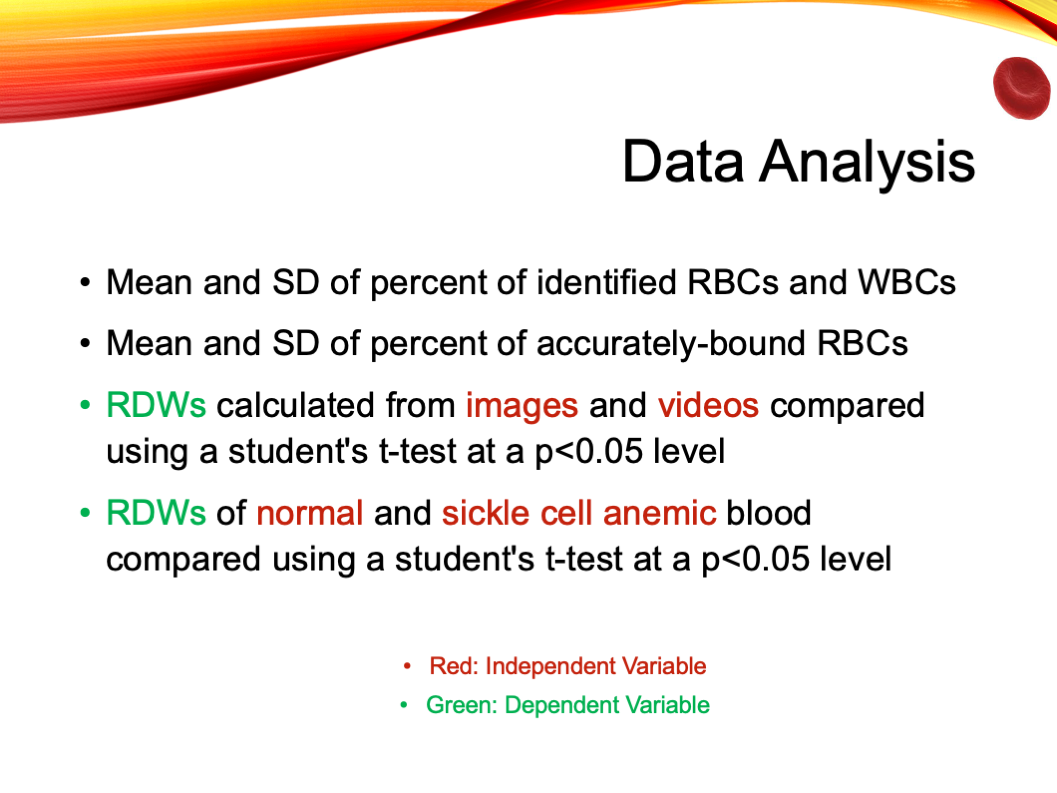 Data Analysis
• Mean and SD of percent of identified RBCs and WBCs
• Mean and SD of percent of accurately-bound RBCs
• RDWs calculated from images and videos compared
using a student's t-test at a p<0.05 level
• RDWs of normal and sickle cell anemic blood
compared using a student's t-test at a p<0.05 level
• Red: Independent Variable
• Green: Dependent Variable